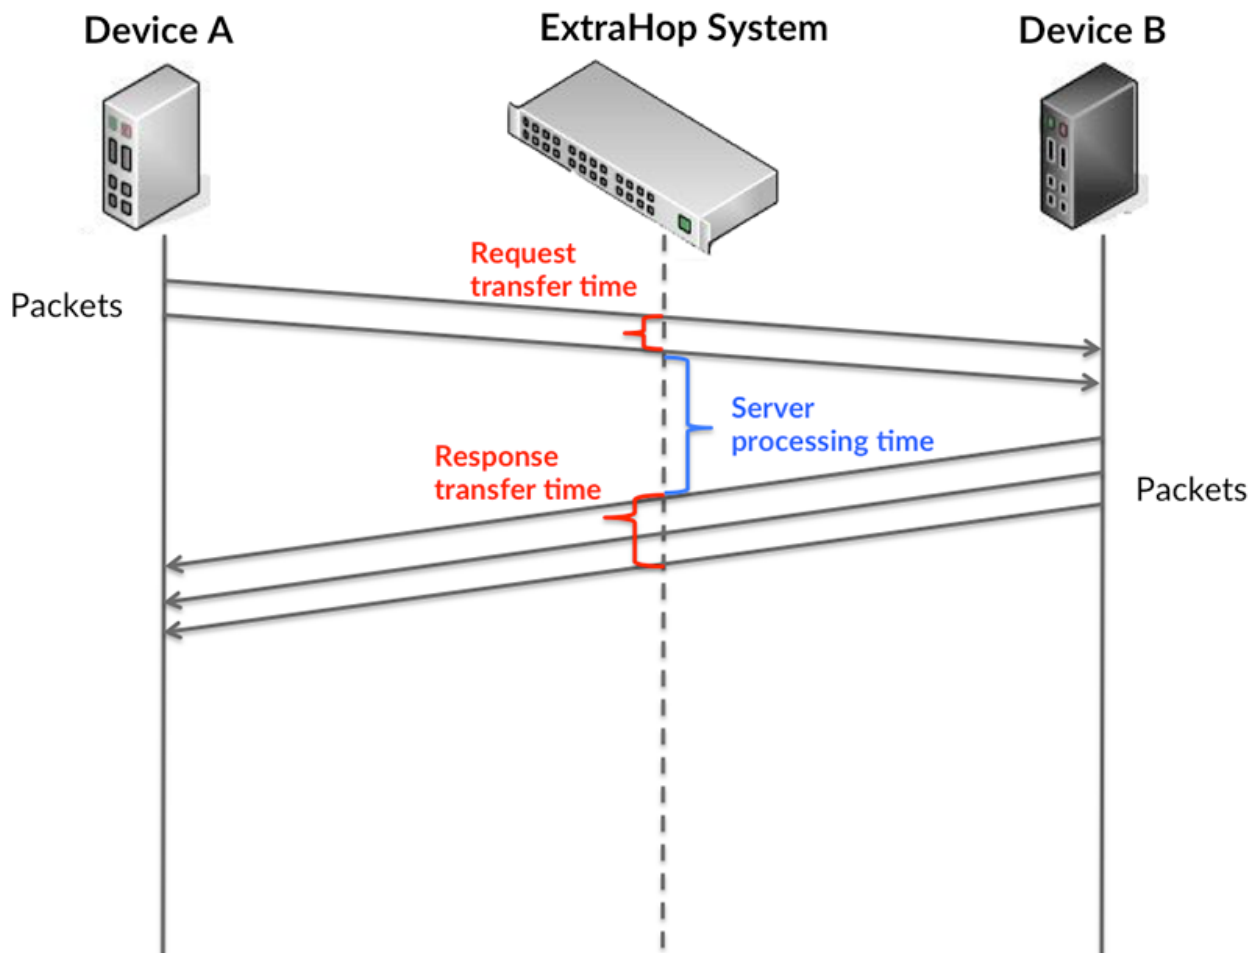 Device A
ExtraHop System
Device B
Request
transfer time
Packets
Server
processing time
Response
transfer time
Packets